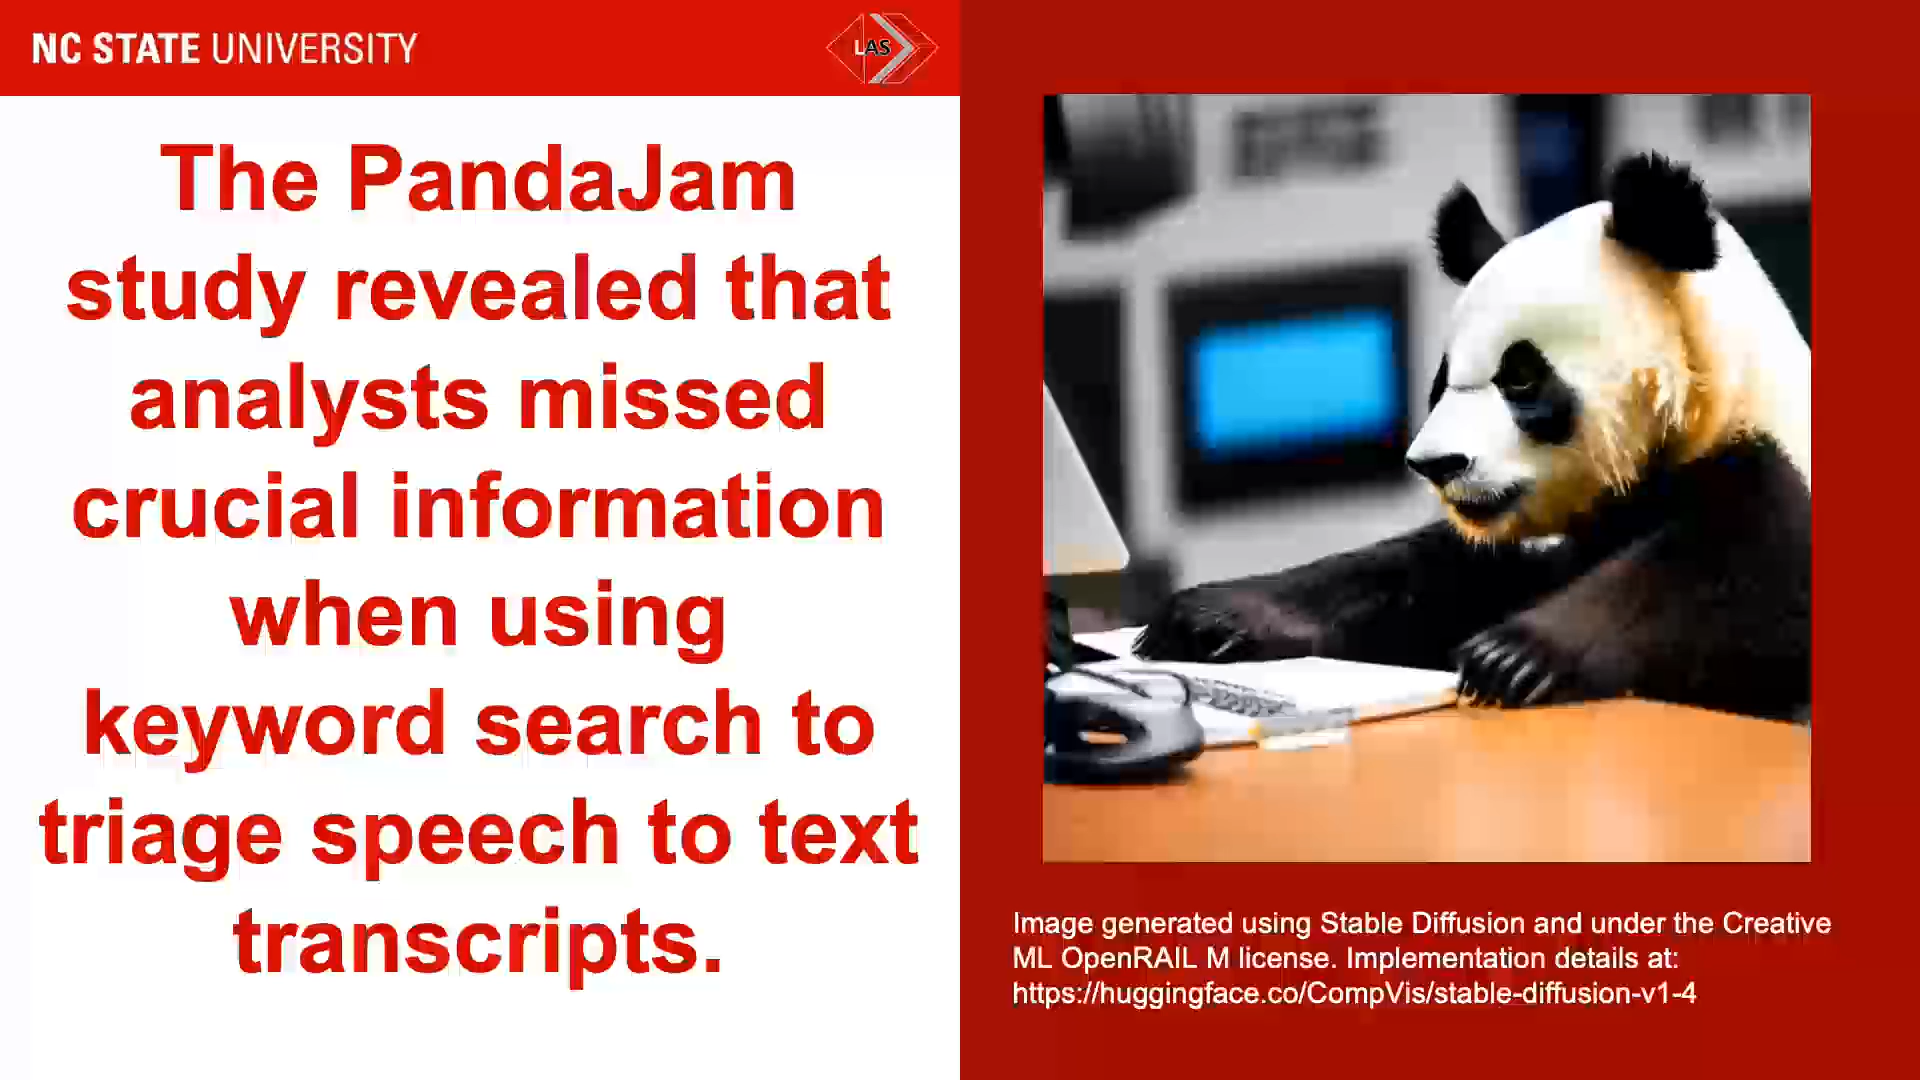 NC STATE UNIVERSITY
LAS
The PandaJam
study revealed that
analysts missed
crucial information
when using
keyword search to
triage speech to text
transcripts.
Image generated using Stable Diffusion and under the Creative
ML OpenRAIL M license. Implementation details at:
https://huggingface.co/CompVis/stable-diffusion-v1-4